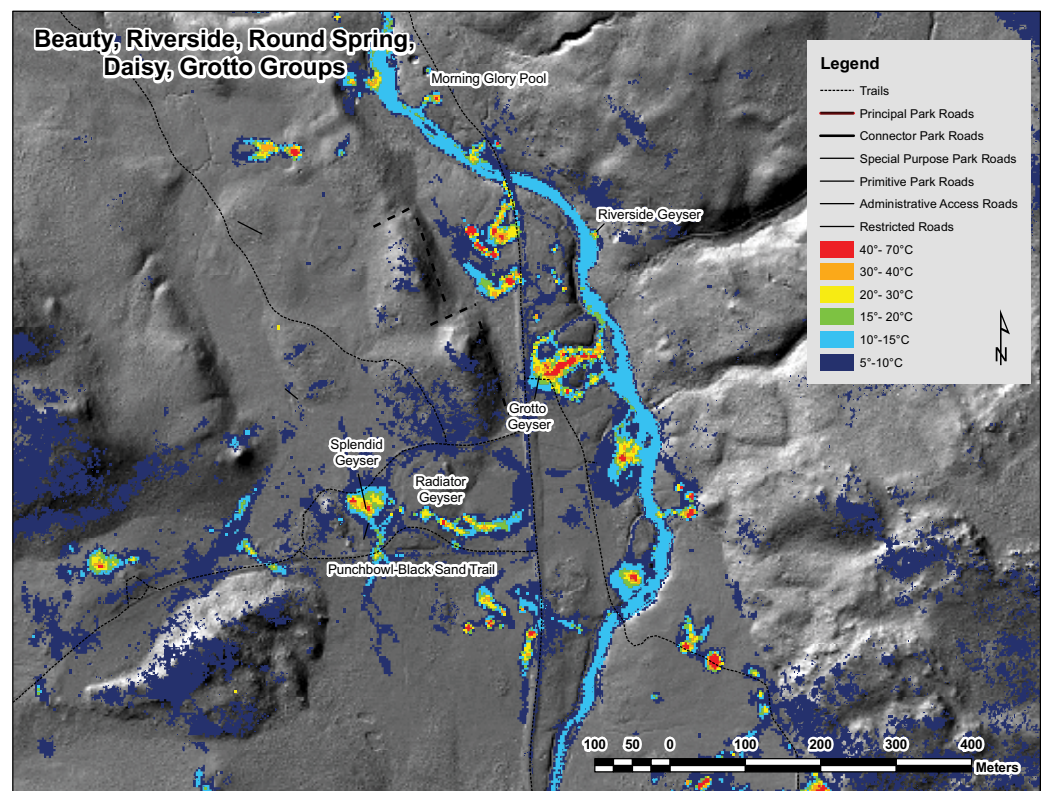 Beauty, Riverside, Round Spring,
Daisy, Grotto Groups
Morning Glory Pool
Riverside Geyser
Grotto
Geyser
Splendid
Geyser
Radiator
Geyser
Punchbowl-Black Sand Trail
Legend
Trails
Principal Park Roads
Connector Park Roads
Special Purpose Park Roads
Primitive Park Roads
Administrative Access Roads
Restricted Roads
40°- 70°C
30°- 40°C
20°- 30°C
15°- 20°C
10°-15°C
5°-10°C
N
100 50 0 100 200 300 400
Meters